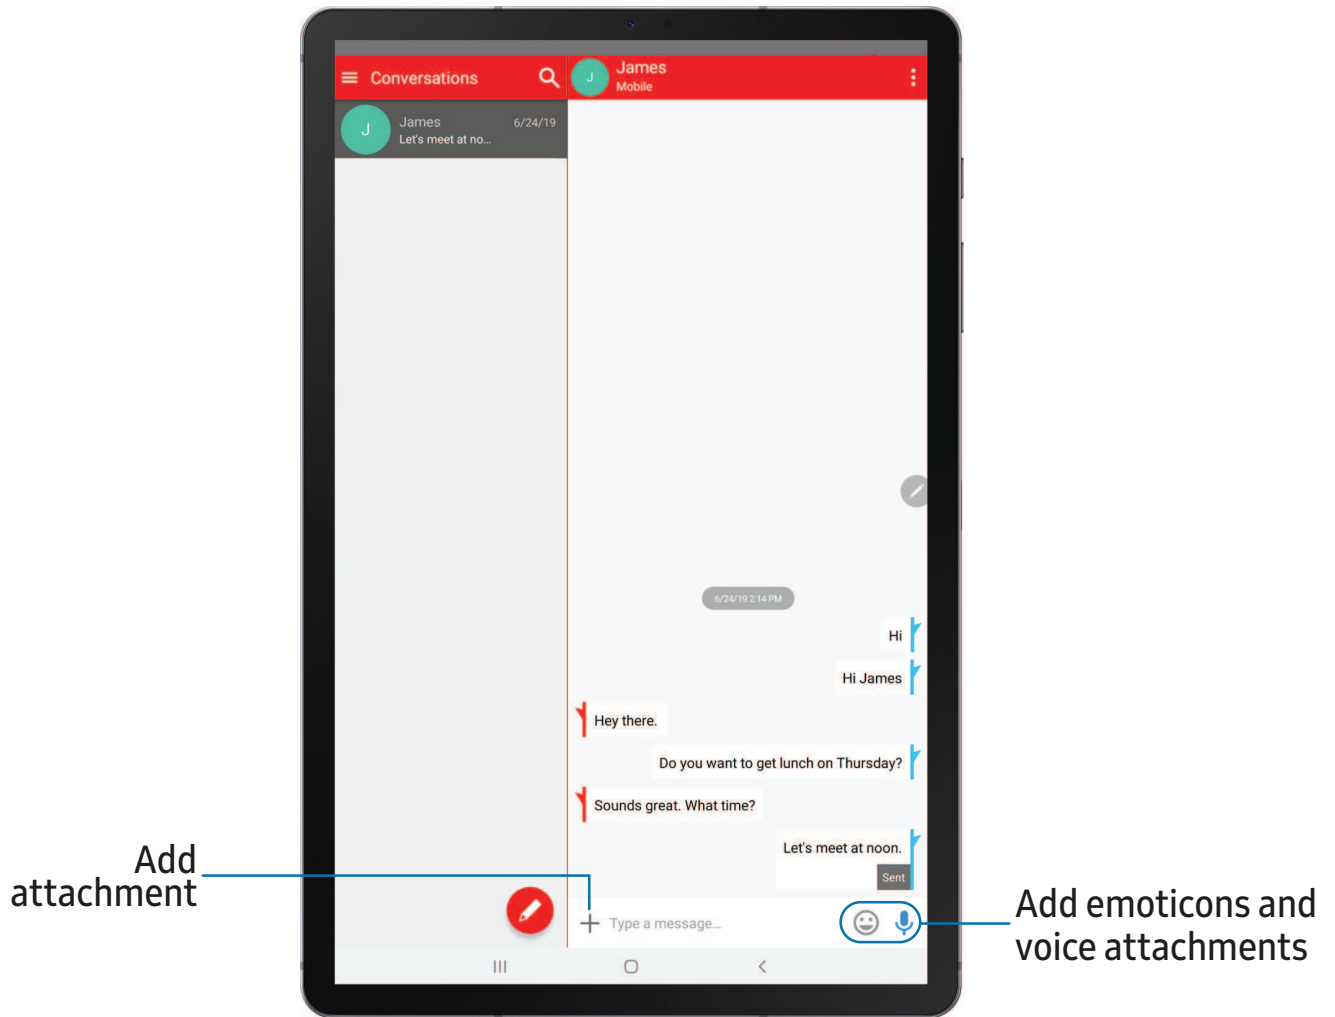 Conversations
J
James
Mobile
J
James
6/24/19
Let's meet at no...
6/24/19 2:14 PM
Hi
Hi James
Hey there.
Do you want to get lunch on Thursday?
Sounds great. What time?
Let's meet at noon.
Sent
Type a message...
Add
attachment
Add emoticons and
voice attachments